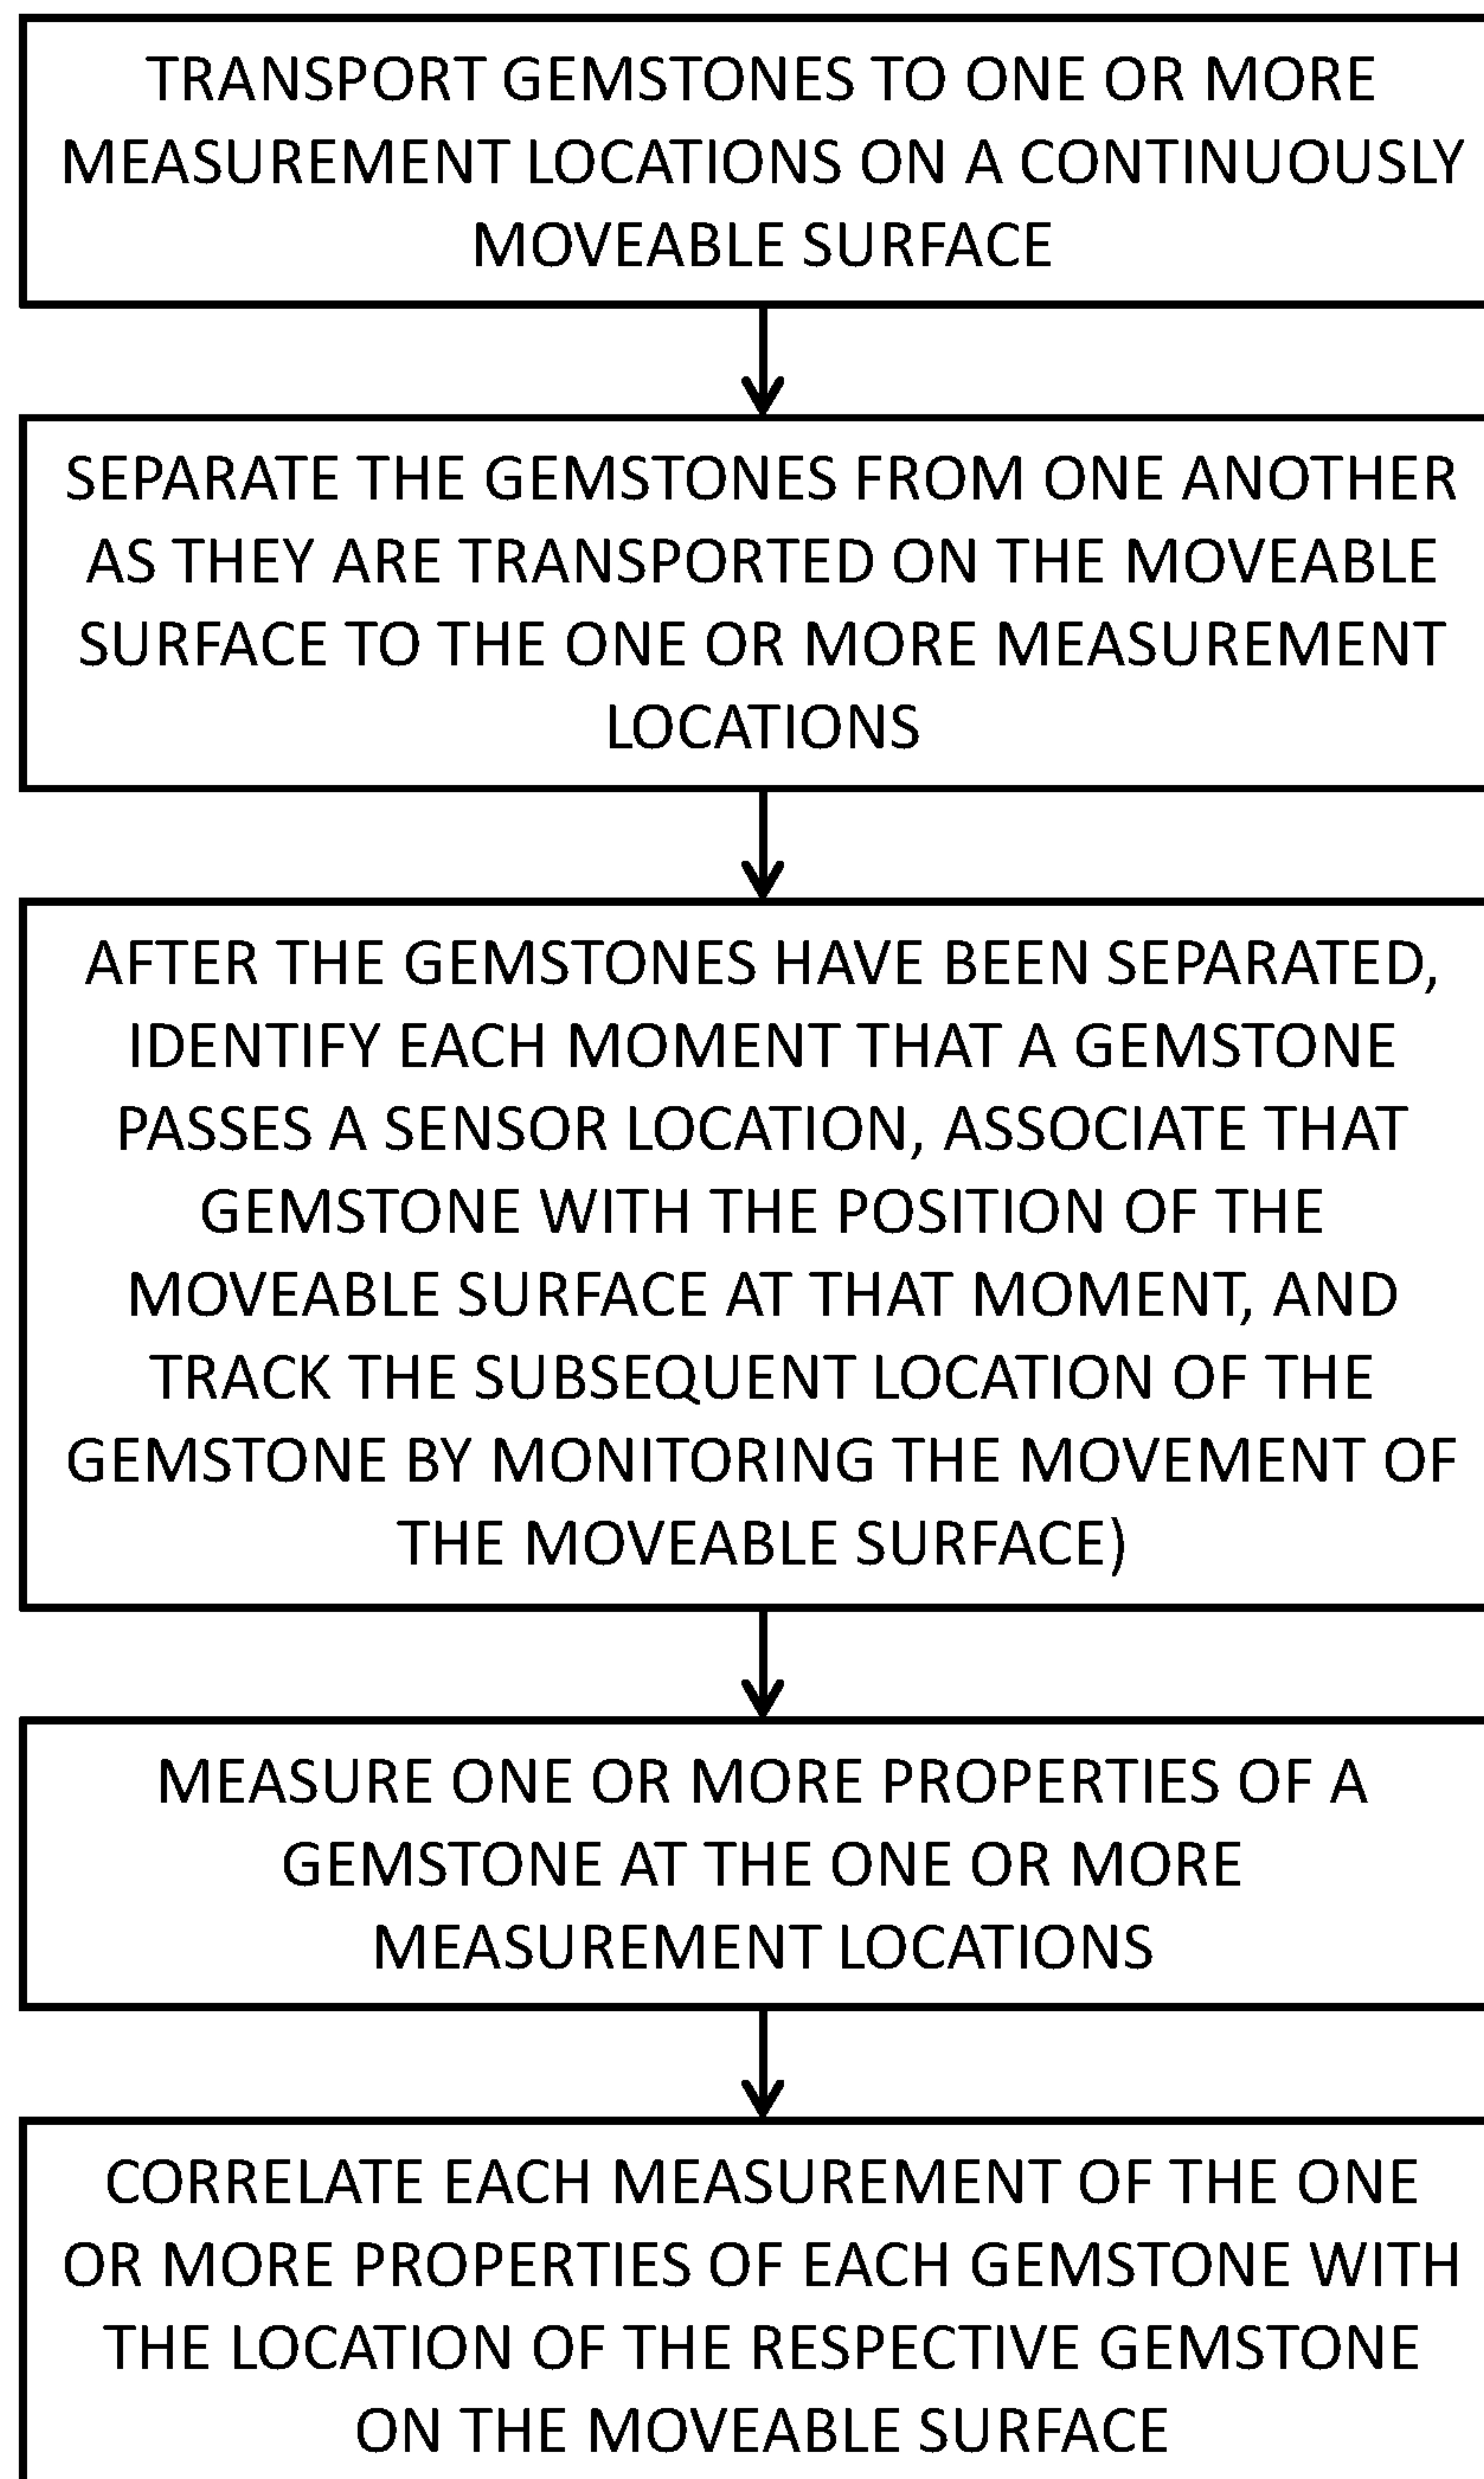 TRANSPORT GEMSTONES TO ONE OR MORE
MEASUREMENT LOCATIONS ON A CONTINUOUSLY
MOVEABLE SURFACE
SEPARATE THE GEMSTONES FROM ONE ANOTHER
AS THEY ARE TRANSPORTED ON THE MOVEABLE
SURFACE TO THE ONE OR MORE MEASUREMENT
LOCATIONS
AFTER THE GEMSTONES HAVE BEEN SEPARATED,
IDENTIFY EACH MOMENT THAT A GEMSTONE
PASSES A SENSOR LOCATION, ASSOCIATE THAT
GEMSTONE WITH THE POSITION OF THE
MOVEABLE SURFACE AT THAT MOMENT, AND
TRACK THE SUBSEQUENT LOCATION OF THE
GEMSTONE BY MONITORING THE MOVEMENT OF
THE MOVEABLE SURFACE)
MEASURE ONE OR MORE PROPERTIES OF A
GEMSTONE AT THE ONE OR MORE
MEASUREMENT LOCATIONS
CORRELATE EACH MEASUREMENT OF THE ONE
OR MORE PROPERTIES OF EACH GEMSTONE WITH
THE LOCATION OF THE RESPECTIVE GEMSTONE
ON THE MOVEABLE SURFACE